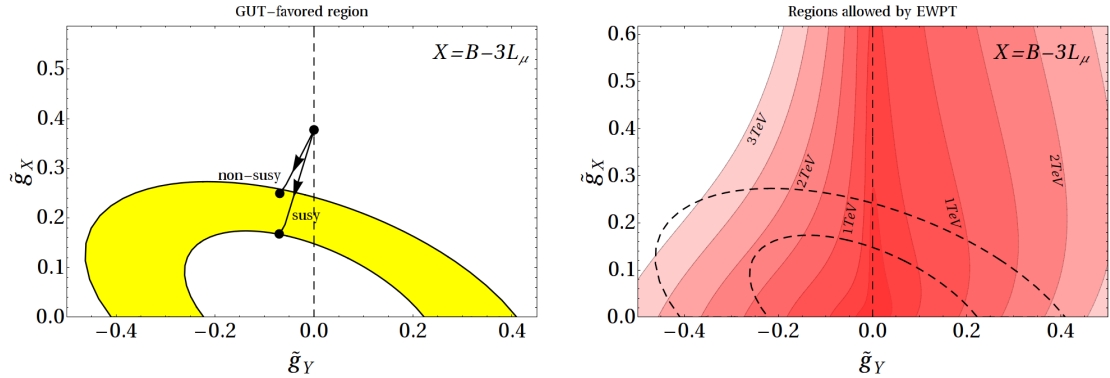 GUT-favored region
X=B-3L_μ
non-susy
susy
g̃_X
0.5
0.4
0.3
0.2
0.1
0.0
-0.4
-0.2
0.0
0.2
0.4
g̃_Y
Regions allowed by EWPT
X=B-3L_μ
3TeV
2TeV
1TeV
1TeV
2TeV
g̃_X
0.6
0.5
0.4
0.3
0.2
0.1
0.0
-0.4
-0.2
0.0
0.2
0.4
g̃_Y